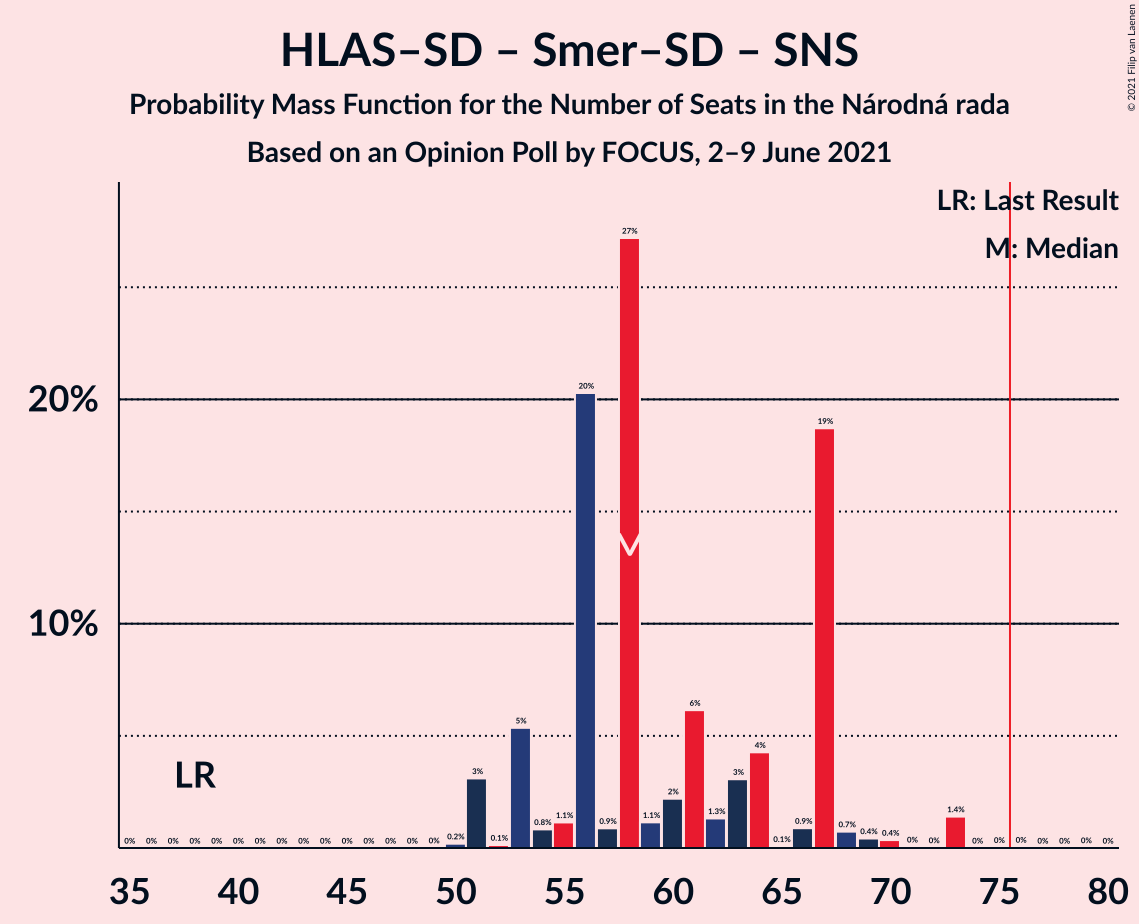 HLAS–SD – Smer–SD – SNS
Probability Mass Function for the Number of Seats in the Národná rada
Based on an Opinion Poll by FOCUS, 2–9 June 2021
© 2021 Filip van Laenen
LR: Last Result
M: Median
20%
10%
LR
M
0% 0% 0% 0% 0% 0% 0% 0% 0% 0% 0% 0% 0% 0% 0% 0.2% 3% 0.1% 5% 0.8% 1.1% 20% 0.9% 27% 1.1% 2% 6% 1.3% 3% 4% 0.1% 0.9% 19% 0.7% 0.4% 0.4% 0% 0% 1.4% 0% 0% 0% 0% 0% 0% 0%
35 40 45 50 55 60 65 70 75 80